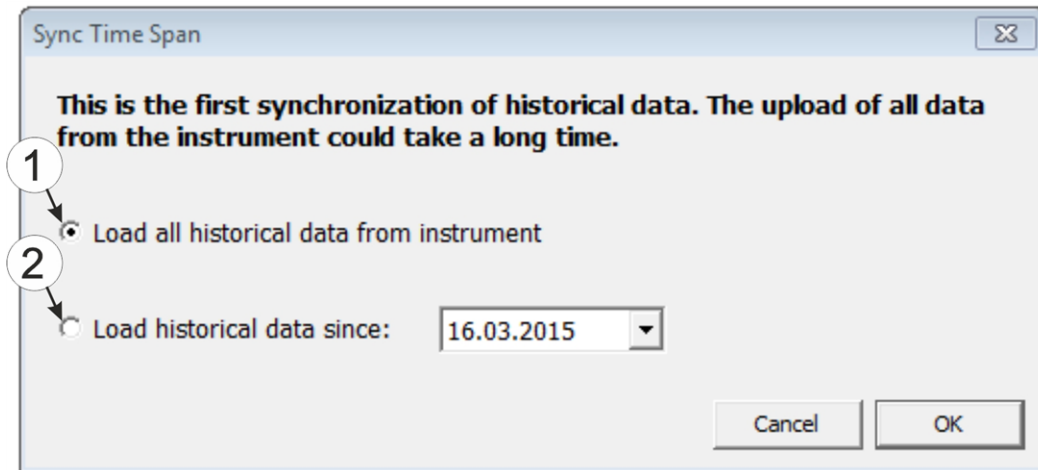 Sync Time Span
This is the first synchronization of historical data. The upload of all data
from the instrument could take a long time.
1
Load all historical data from instrument
2
Load historical data since: 16.03.2015
Cancel OK